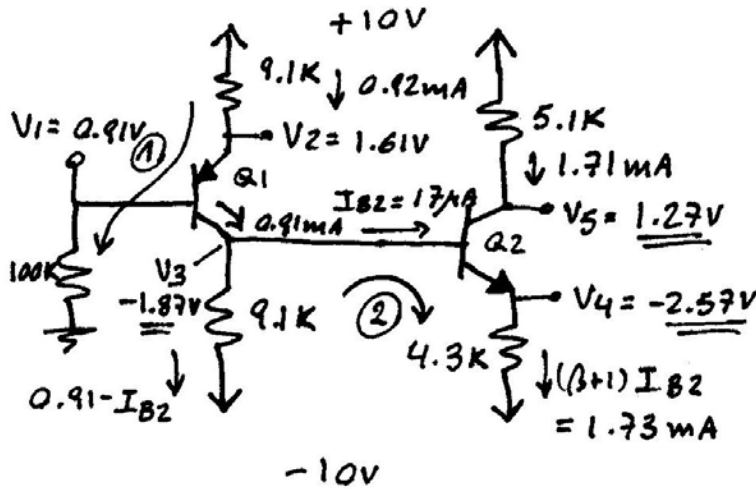 +10V
9.1K
0.92mA
5.1K
V1 = 0.91V
1
V2 = 1.61V
1.71mA
Q1
IB2 = 17μA
0.91mA
Q2
V5 = 1.27V
V3
100K
-1.87V
9.1K
2
V4 = -2.57V
4.3K
0.91-IB2
(β+1) IB2
= 1.73mA
-10V